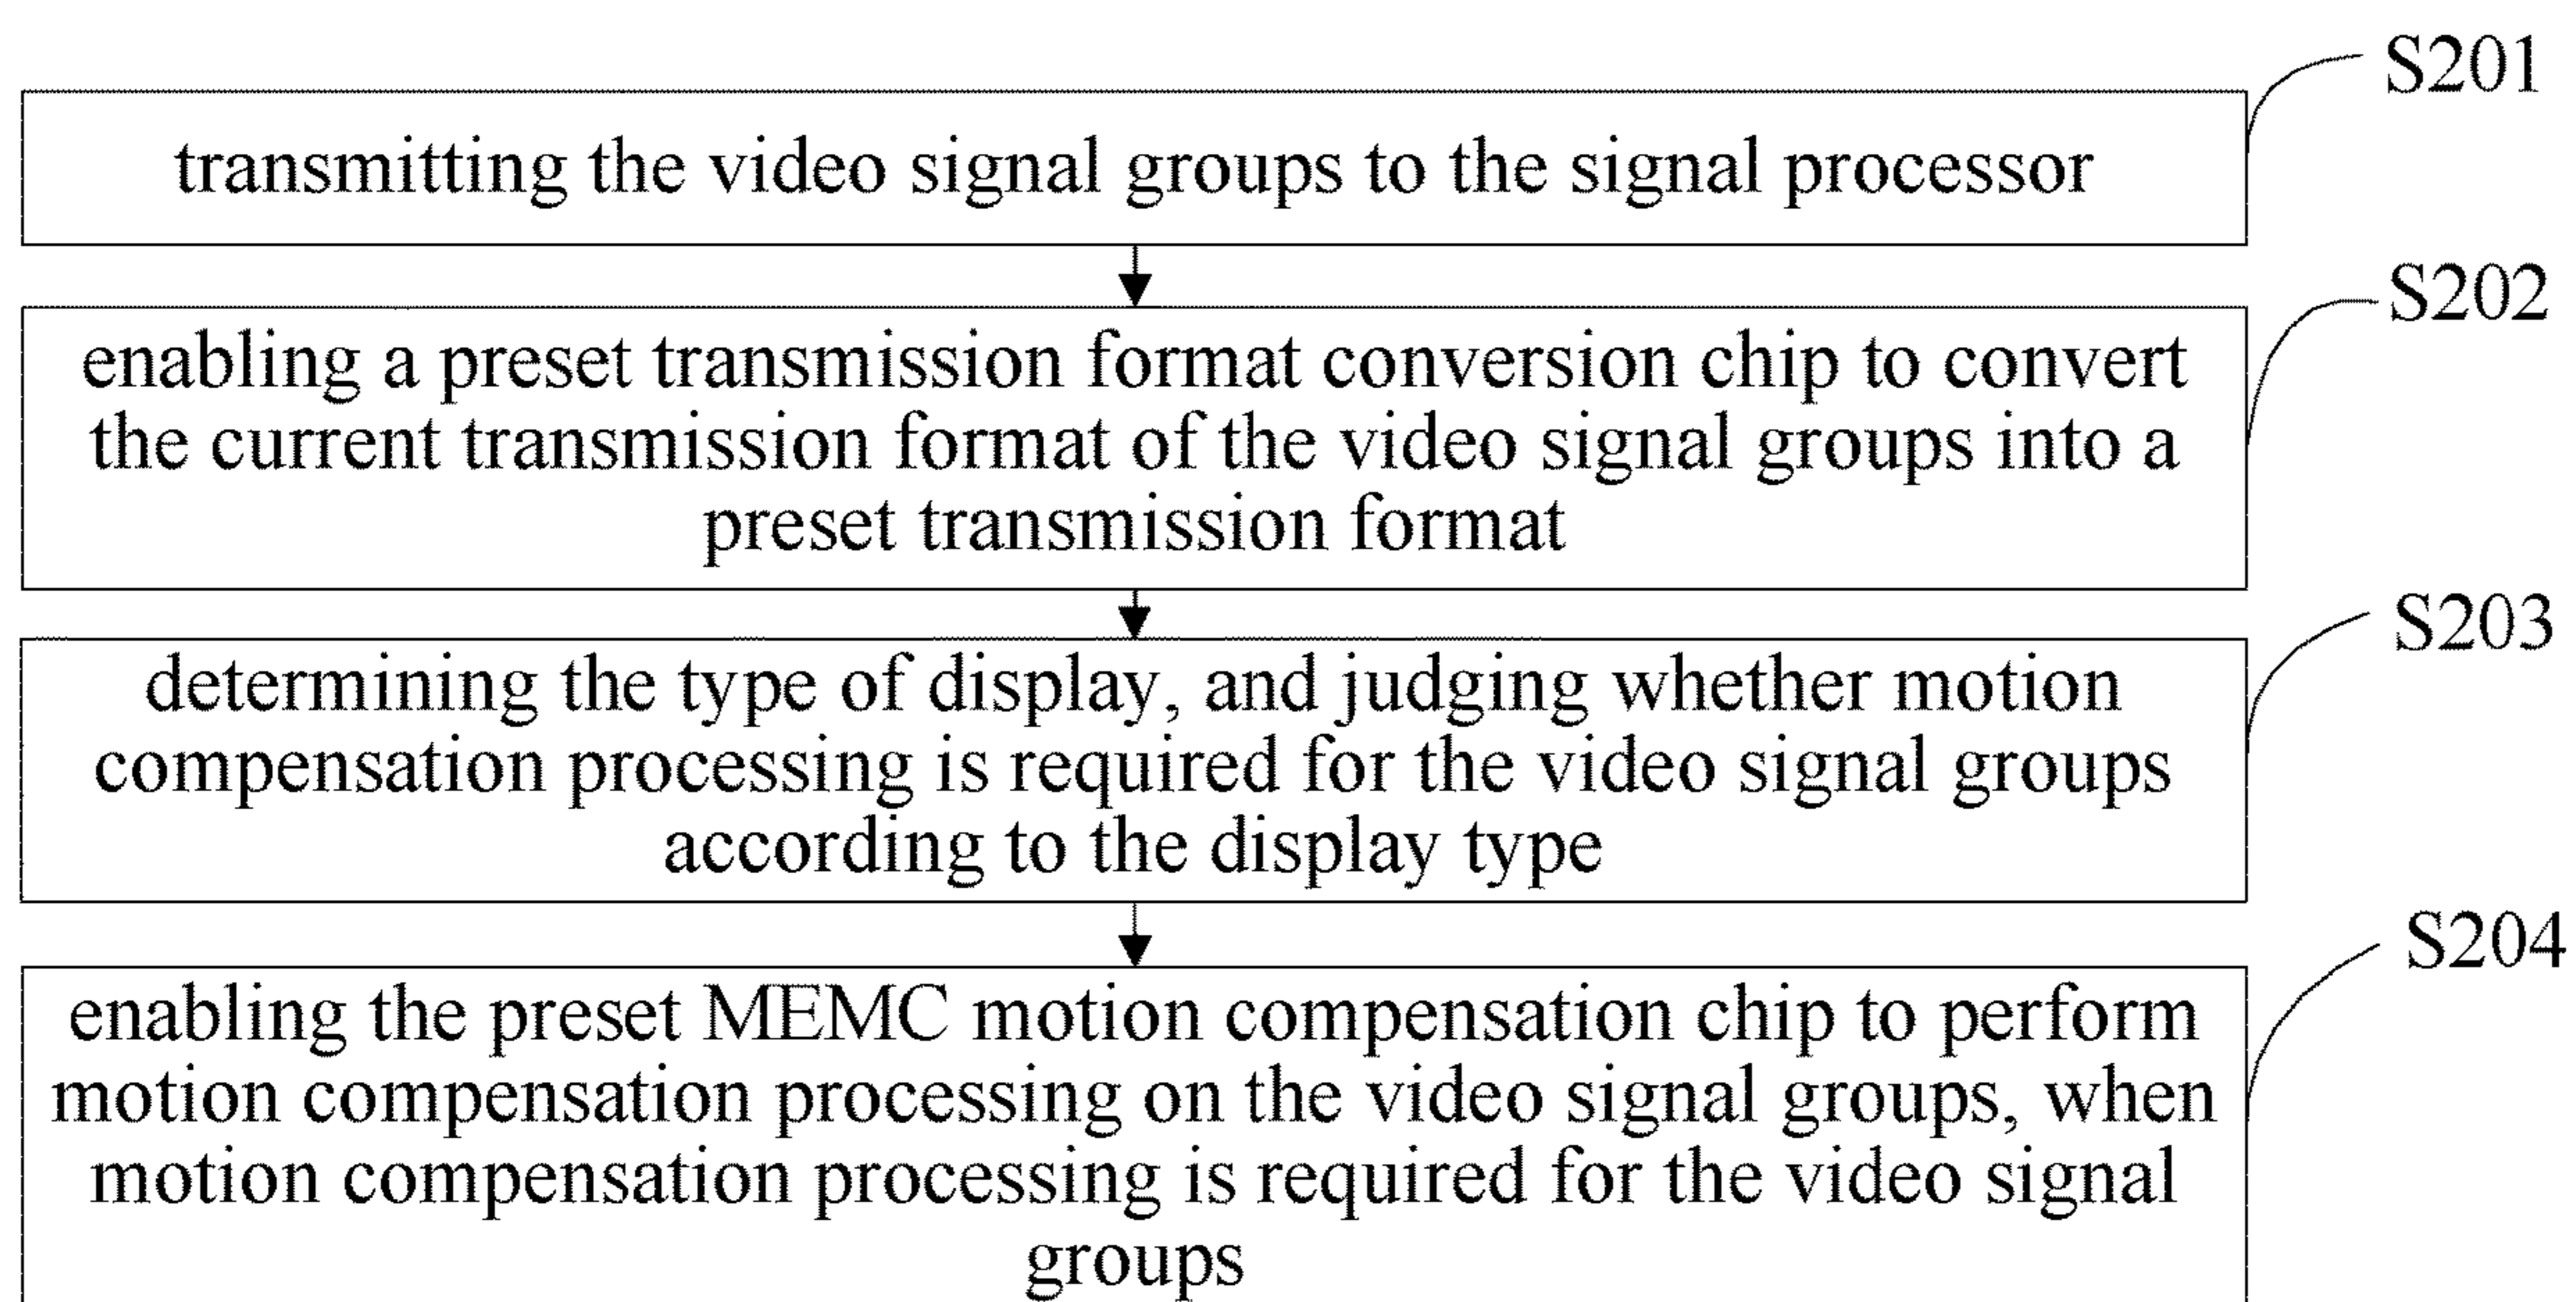 S201
transmitting the video signal groups to the signal processor
S202
enabling a preset transmission format conversion chip to convert
the current transmission format of the video signal groups into a
preset transmission format
S203
determining the type of display, and judging whether motion
compensation processing is required for the video signal groups
according to the display type
S204
enabling the preset MEMC motion compensation chip to perform
motion compensation processing on the video signal groups, when
motion compensation processing is required for the video signal
groups